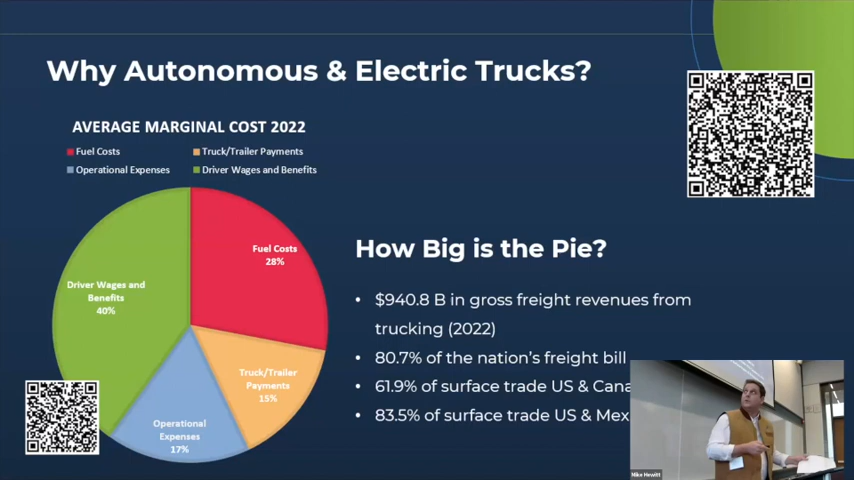 Why Autonomous & Electric Trucks?
AVERAGE MARGINAL COST 2022
Fuel Costs
Truck/Trailer Payments
Operational Expenses
Driver Wages and Benefits
Fuel Costs
28%
Driver Wages and
Benefits
40%
Truck/Trailer
Payments
15%
Operational
Expenses
17%
How Big is the Pie?
• $940.8 B in gross freight revenues from
trucking (2022)
• 80.7% of the nation's freight bill
• 61.9% of surface trade US & Cana
• 83.5% of surface trade US & Mex
Mike Hewitt